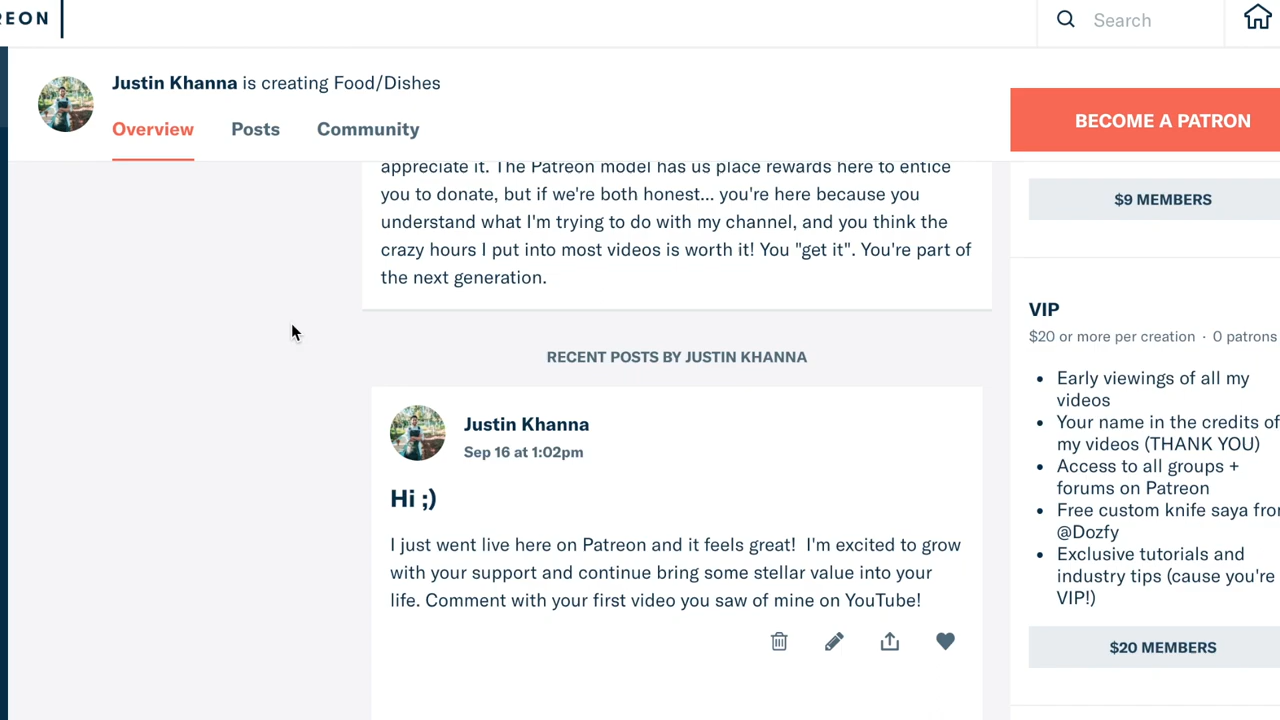 REON
Search
Justin Khanna is creating Food/Dishes
Overview Posts Community
BECOME A PATRON
appreciate it. The Patreon model has us place rewards here to entice
you to donate, but if we're both honest... you're here because you
understand what I'm trying to do with my channel, and you think the
crazy hours I put into most videos is worth it! You "get it". You're part of
the next generation.
$9 MEMBERS
RECENT POSTS BY JUSTIN KHANNA
Justin Khanna
Sep 16 at 1:02pm
Hi ;)
I just went live here on Patreon and it feels great!  I'm excited to grow
with your support and continue bring some stellar value into your
life. Comment with your first video you saw of mine on YouTube!
VIP
$20 or more per creation · 0 patrons
• Early viewings of all my
videos
• Your name in the credits of
my videos (THANK YOU)
• Access to all groups +
forums on Patreon
• Free custom knife saya from
@Dozfy
• Exclusive tutorials and
industry tips (cause you're
VIP!)
$20 MEMBERS